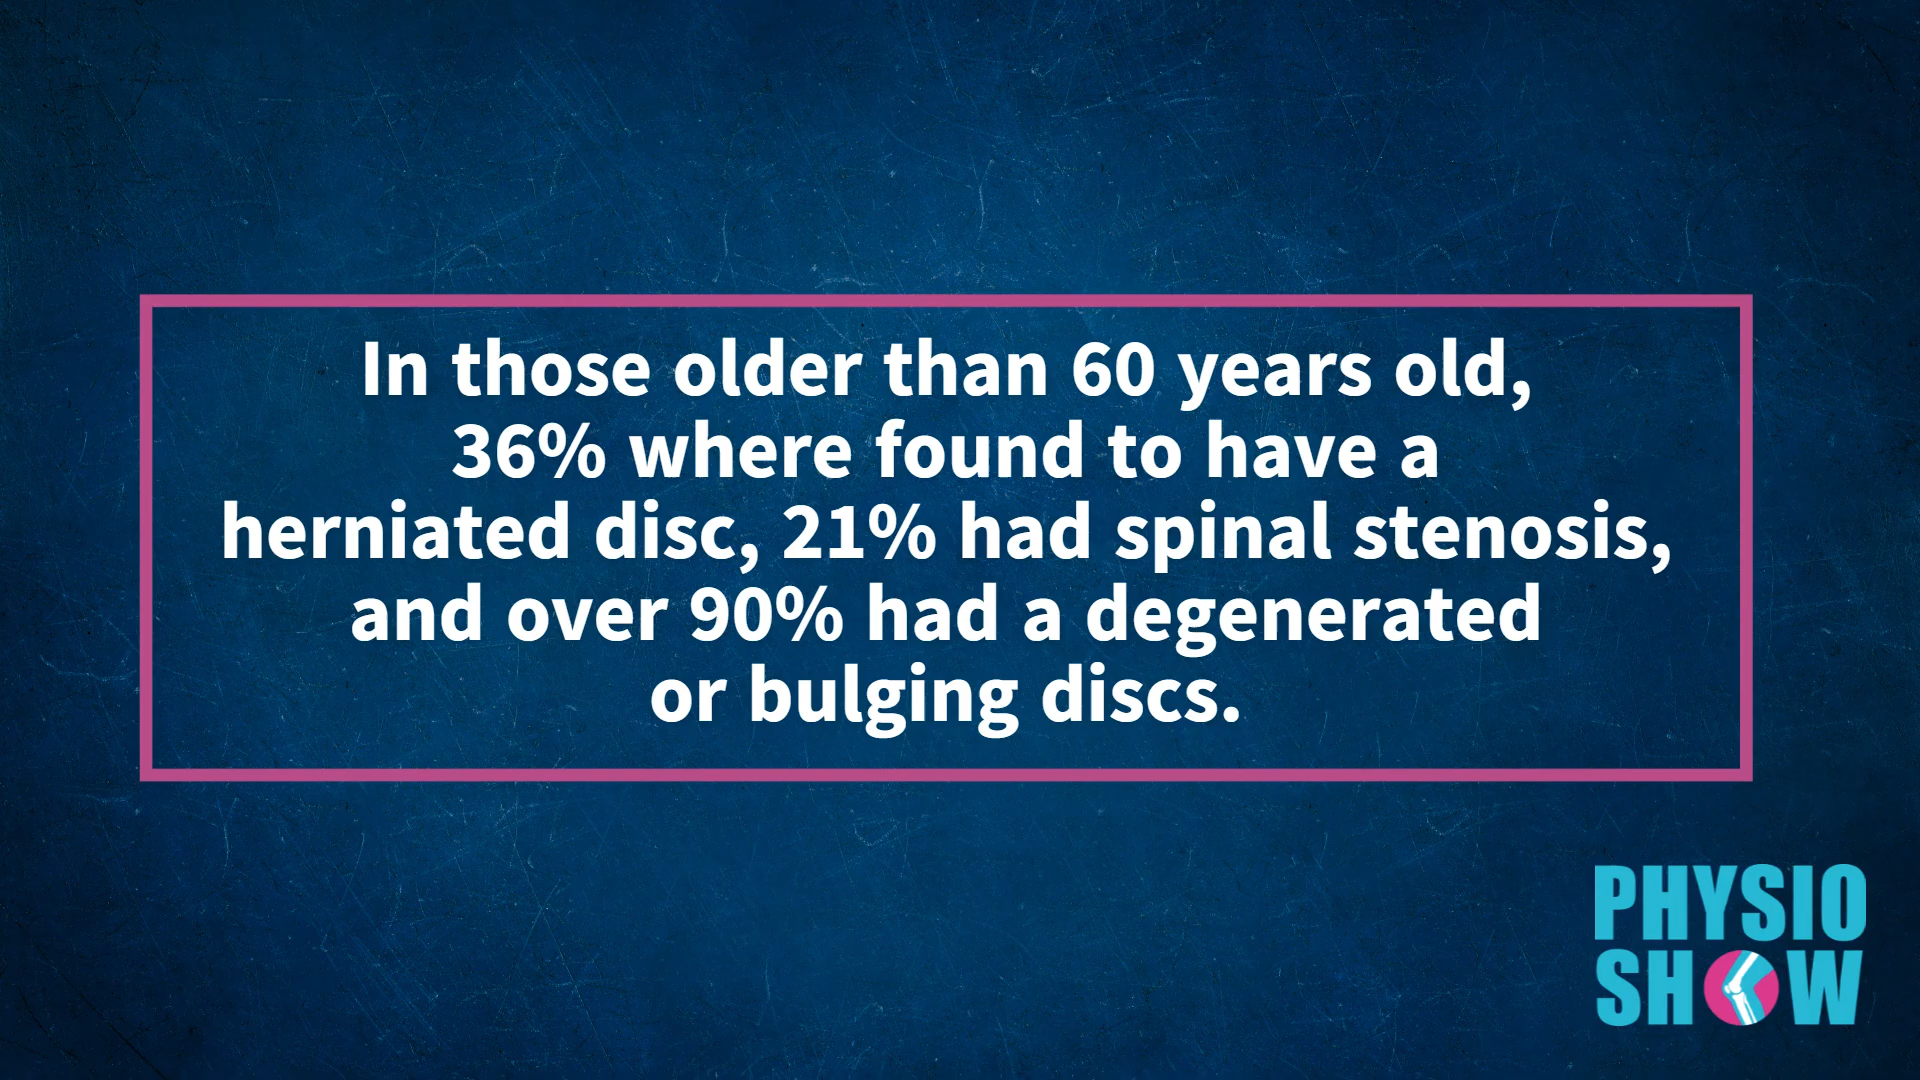 In those older than 60 years old,
36% where found to have a
herniated disc, 21% had spinal stenosis,
and over 90% had a degenerated
or bulging discs.
PHYSIO
SHOW